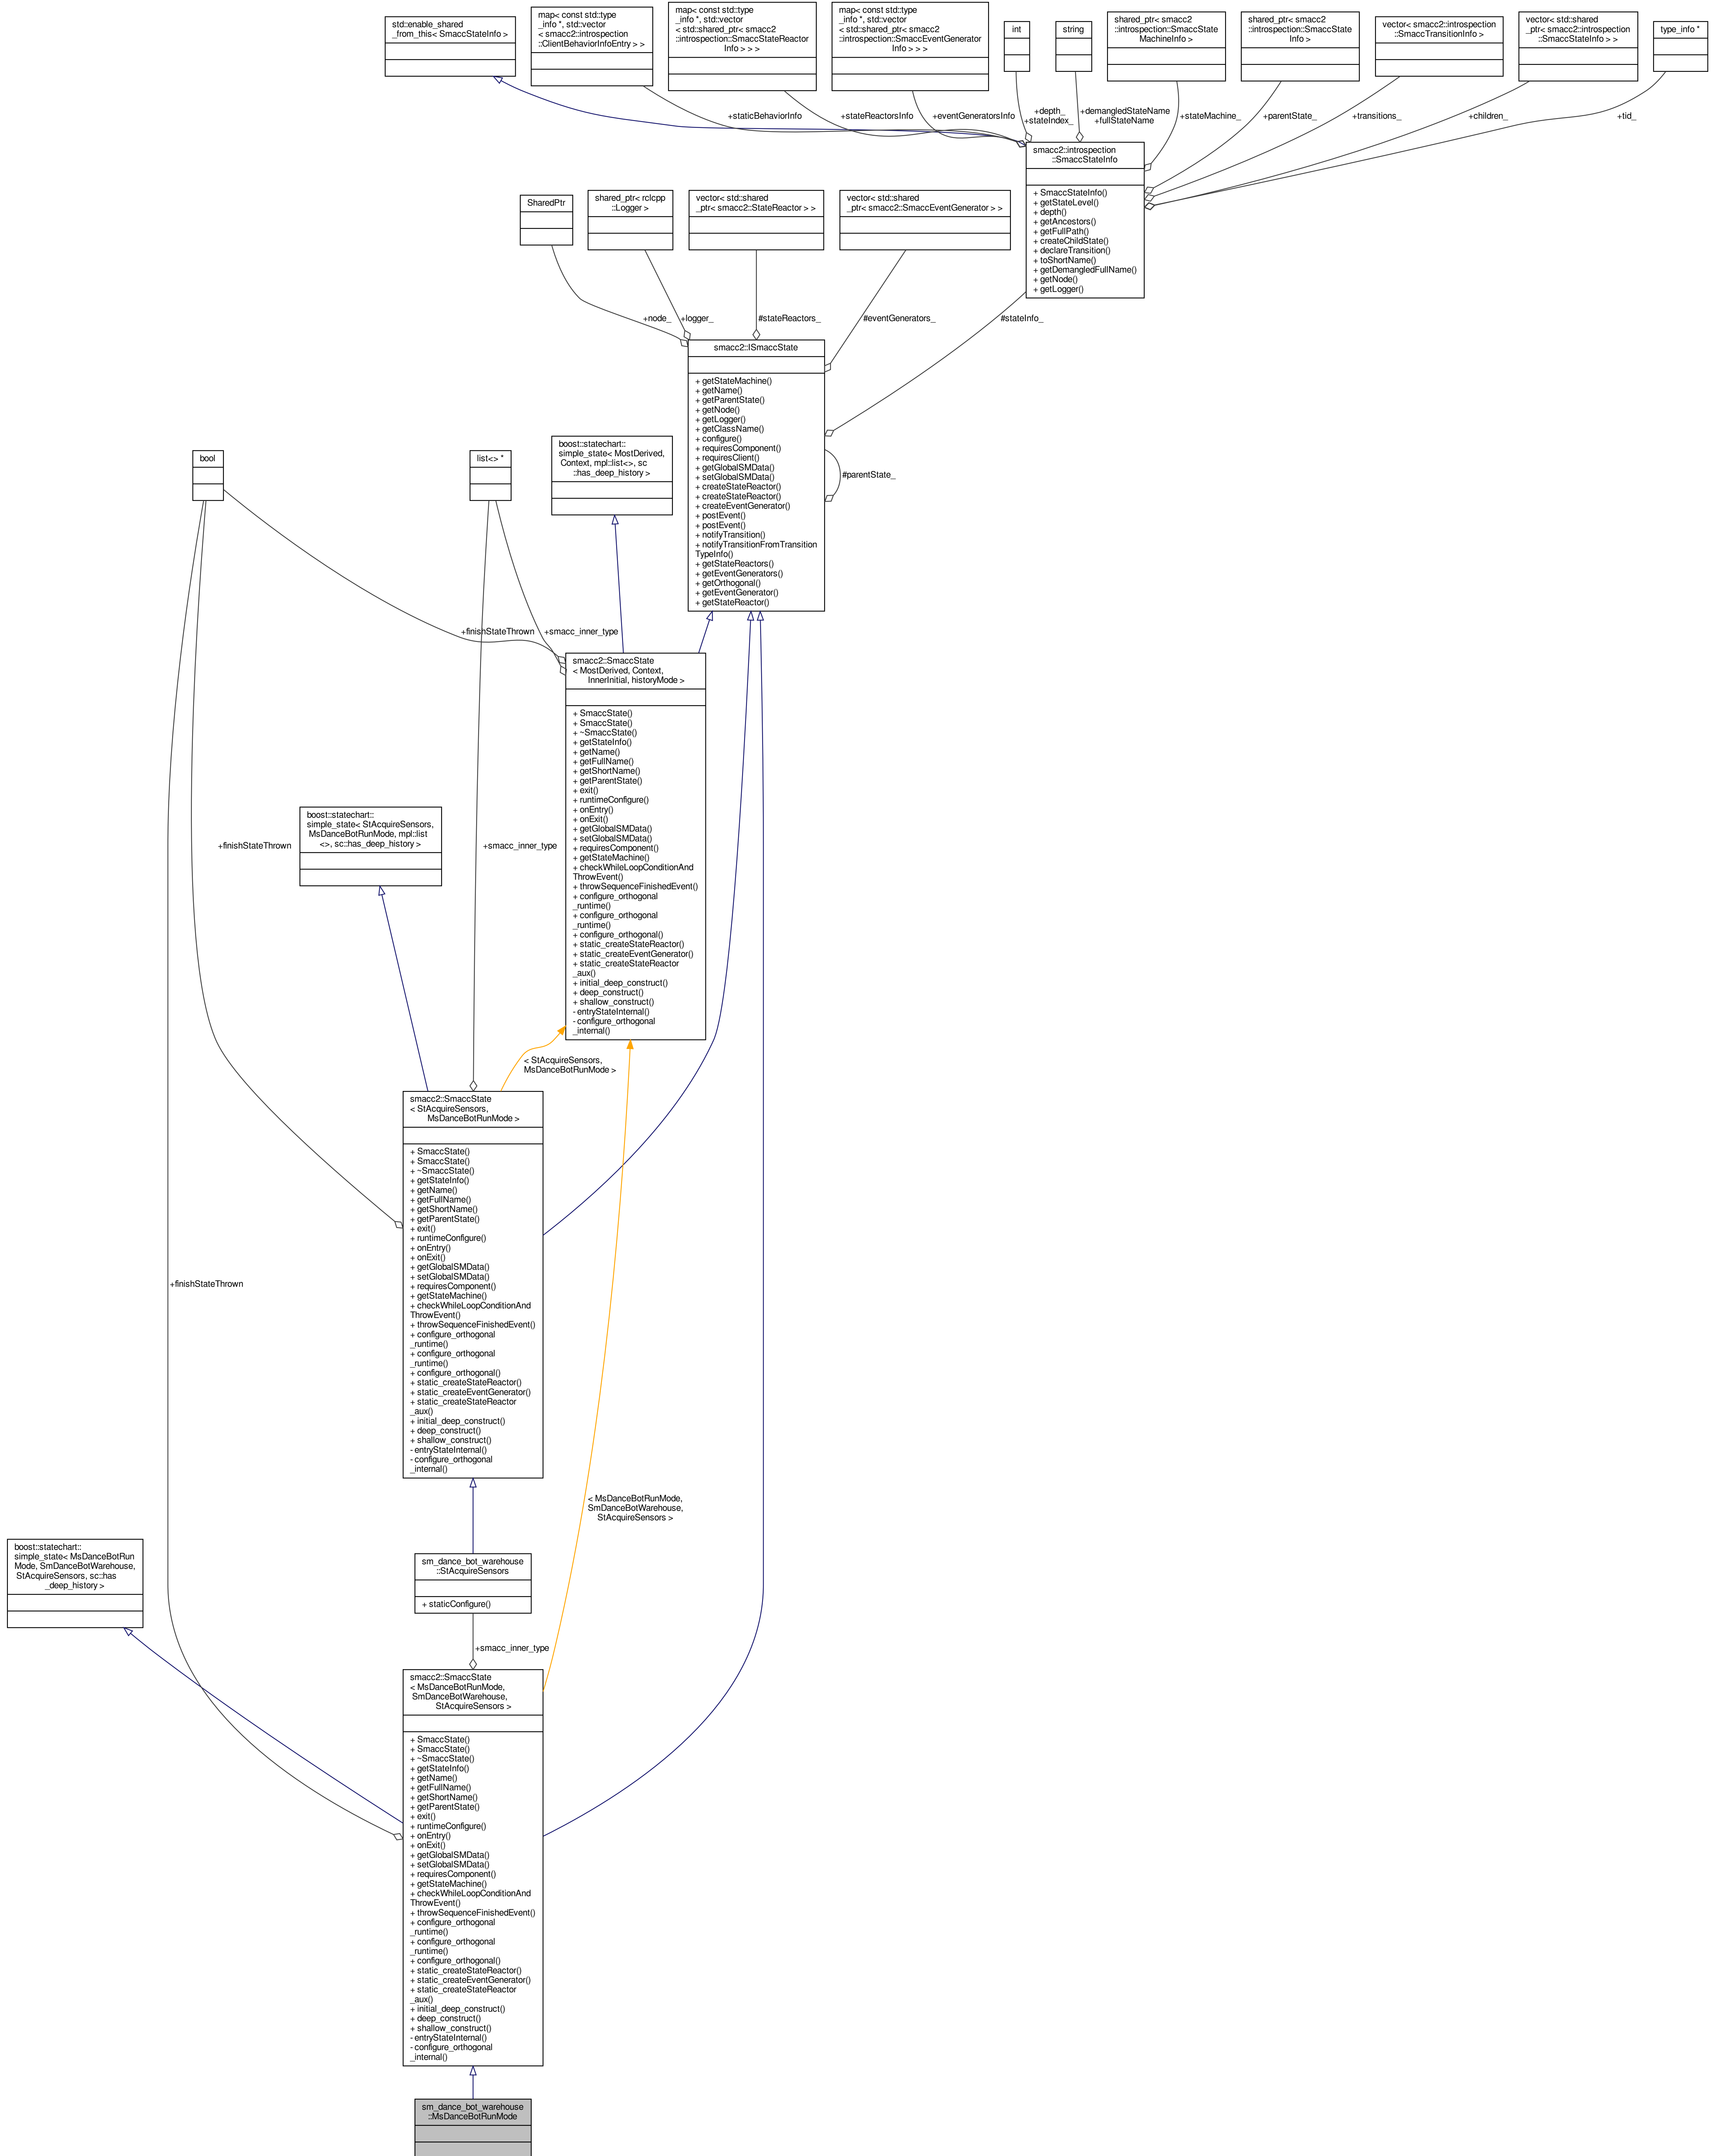 std::enable_shared
_from_this< SmaccStateInfo >
map< const std::type
_info *, std::vector
< smacc2::introspection
::ClientBehaviorInfoEntry > >
map< const std::type
_info *, std::vector
< std::shared_ptr< smacc2
::introspection::SmaccStateReactor
Info > > >
map< const std::type
_info *, std::vector
< std::shared_ptr< smacc2
::introspection::SmaccEventGenerator
Info > > >
int
string
shared_ptr< smacc2
::introspection::SmaccState
MachineInfo >
shared_ptr< smacc2
::introspection::SmaccState
Info >
vector< smacc2::introspection
::SmaccTransitionInfo >
vector< std::shared
_ptr< smacc2::introspection
::SmaccStateInfo > >
type_info *
+staticBehaviorInfo
+stateReactorsInfo
+eventGeneratorsInfo
+depth_
+stateIndex_
+demangledStateName
+fullStateName
+stateMachine_
+parentState_
+transitions_
+children_
+tid_
smacc2::introspection
::SmaccStateInfo
+ SmaccStateInfo()
+ getStateLevel()
+ depth()
+ getAncestors()
+ getFullPath()
+ createChildState()
+ declareTransition()
+ toShortName()
+ getDemangledFullName()
+ getNode()
+ getLogger()
SharedPtr
shared_ptr< rclcpp
::Logger >
vector< std::shared
_ptr< smacc2::StateReactor > >
vector< std::shared
_ptr< smacc2::SmaccEventGenerator > >
+node_
+logger_
#stateReactors_
#eventGenerators_
#stateInfo_
smacc2::ISmaccState
+ getStateMachine()
+ getName()
+ getParentState()
+ getNode()
+ getLogger()
+ getClassName()
+ configure()
+ requiresComponent()
+ requiresClient()
+ getGlobalSMData()
+ setGlobalSMData()
+ createStateReactor()
+ createStateReactor()
+ createEventGenerator()
+ postEvent()
+ postEvent()
+ notifyTransition()
+ notifyTransitionFromTransition
TypeInfo()
+ getStateReactors()
+ getEventGenerators()
+ getOrthogonal()
+ getEventGenerator()
+ getStateReactor()
#parentState_
bool
list<> *
boost::statechart::
simple_state< MostDerived,
Context, mpl::list<>, sc
::has_deep_history >
+finishStateThrown
+smacc_inner_type
smacc2::SmaccState
< MostDerived, Context,
InnerInitial, historyMode >
+ SmaccState()
+ SmaccState()
+ ~SmaccState()
+ getStateInfo()
+ getName()
+ getFullName()
+ getShortName()
+ getParentState()
+ exit()
+ runtimeConfigure()
+ onEntry()
+ onExit()
+ getGlobalSMData()
+ setGlobalSMData()
+ requiresComponent()
+ getStateMachine()
+ checkWhileLoopConditionAnd
ThrowEvent()
+ throwSequenceFinishedEvent()
+ configure_orthogonal
_runtime()
+ configure_orthogonal
_runtime()
+ configure_orthogonal()
+ static_createStateReactor()
+ static_createEventGenerator()
+ static_createStateReactor
_aux()
+ initial_deep_construct()
+ deep_construct()
+ shallow_construct()
- entryStateInternal()
- configure_orthogonal
_internal()
boost::statechart::
simple_state< StAcquireSensors,
MsDanceBotRunMode, mpl::list
<>, sc::has_deep_history >
+finishStateThrown
+smacc_inner_type
< StAcquireSensors,
MsDanceBotRunMode >
smacc2::SmaccState
< StAcquireSensors,
MsDanceBotRunMode >
+ SmaccState()
+ SmaccState()
+ ~SmaccState()
+ getStateInfo()
+ getName()
+ getFullName()
+ getShortName()
+ getParentState()
+ exit()
+ runtimeConfigure()
+ onEntry()
+ onExit()
+ getGlobalSMData()
+ setGlobalSMData()
+ requiresComponent()
+ getStateMachine()
+ checkWhileLoopConditionAnd
ThrowEvent()
+ throwSequenceFinishedEvent()
+ configure_orthogonal
_runtime()
+ configure_orthogonal
_runtime()
+ configure_orthogonal()
+ static_createStateReactor()
+ static_createEventGenerator()
+ static_createStateReactor
_aux()
+ initial_deep_construct()
+ deep_construct()
+ shallow_construct()
- entryStateInternal()
- configure_orthogonal
_internal()
+finishStateThrown
< MsDanceBotRunMode,
SmDanceBotWarehouse,
StAcquireSensors >
boost::statechart::
simple_state< MsDanceBotRun
Mode, SmDanceBotWarehouse,
StAcquireSensors, sc::has
_deep_history >
sm_dance_bot_warehouse
::StAcquireSensors
+ staticConfigure()
+smacc_inner_type
smacc2::SmaccState
< MsDanceBotRunMode,
SmDanceBotWarehouse,
StAcquireSensors >
+ SmaccState()
+ SmaccState()
+ ~SmaccState()
+ getStateInfo()
+ getName()
+ getFullName()
+ getShortName()
+ getParentState()
+ exit()
+ runtimeConfigure()
+ onEntry()
+ onExit()
+ getGlobalSMData()
+ setGlobalSMData()
+ requiresComponent()
+ getStateMachine()
+ checkWhileLoopConditionAnd
ThrowEvent()
+ throwSequenceFinishedEvent()
+ configure_orthogonal
_runtime()
+ configure_orthogonal
_runtime()
+ configure_orthogonal()
+ static_createStateReactor()
+ static_createEventGenerator()
+ static_createStateReactor
_aux()
+ initial_deep_construct()
+ deep_construct()
+ shallow_construct()
- entryStateInternal()
- configure_orthogonal
_internal()
sm_dance_bot_warehouse
::MsDanceBotRunMode